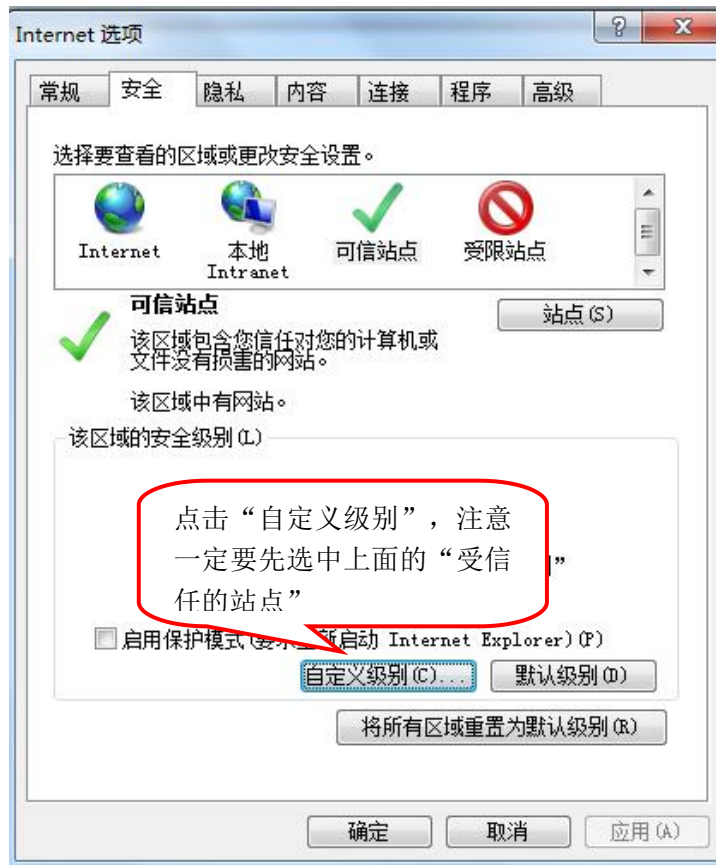 Internet 选项
常规 安全 隐私 内容 连接 程序 高级
选择要查看的区域或更改安全设置。
Internet 本地 可信站点 受限站点
Intranet
可信站点
站点(S)
该区域包含您信任对您的计算机或
文件没有损害的网站。
该区域中有网站。
该区域的安全级别(L)
点击“自定义级别”，注意
一定要先选中上面的“受信
任的站点”
”
启用保护模式(要求重新启动 Internet Explorer)(P)
自定义级别(C)... 默认级别(D)
将所有区域重置为默认级别(R)
确定 取消 应用(A)